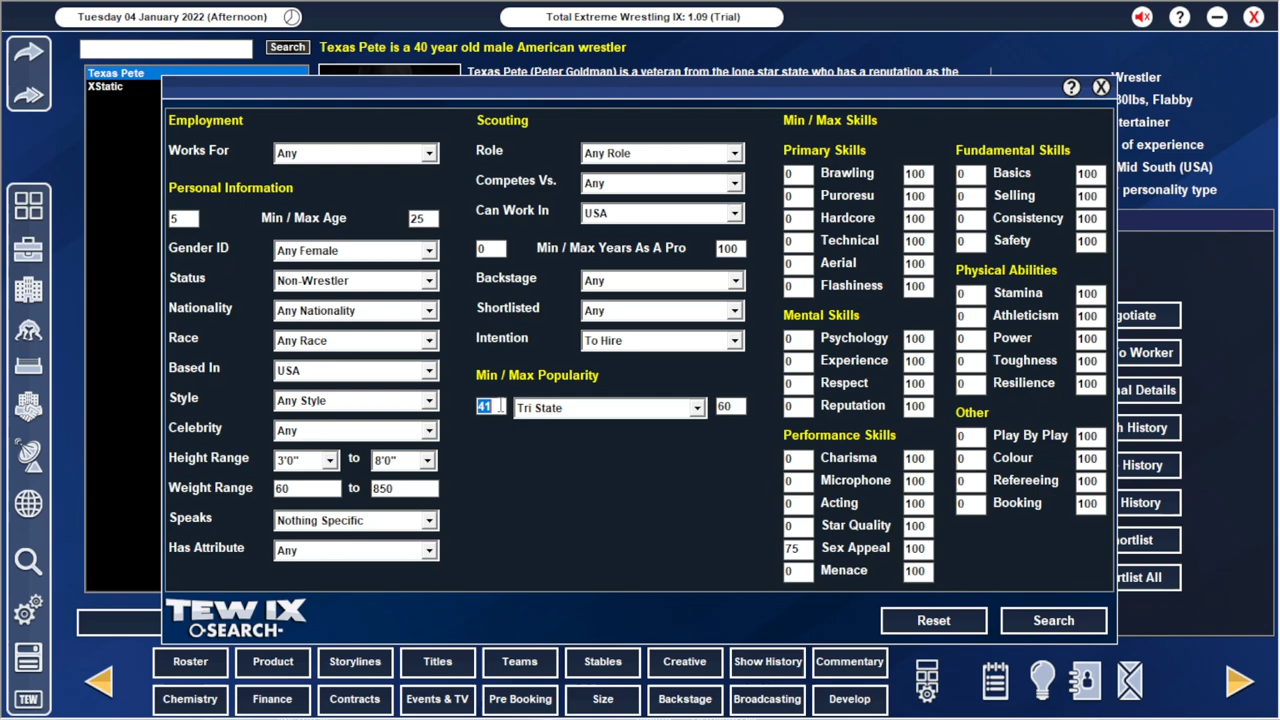 Tuesday 04 January 2022 (Afternoon)
Total Extreme Wrestling IX: 1.09 (Trial)
Search
Texas Pete is a 40 year old male American wrestler
Texas Pete
XStatic
Texas Pete (Peter Goldman) is a veteran from the lone star state who has a reputation as the
Wrestler
30lbs, Flabby
tertainer
of experience
Mid South (USA)
personality type
Employment
Works For
Any
Personal Information
5
Min / Max Age
25
Gender ID
Any Female
Status
Non-Wrestler
Nationality
Any Nationality
Race
Any Race
Based In
USA
Style
Any Style
Celebrity
Any
Height Range
3'0"
to
8'0"
Weight Range
60
to
850
Speaks
Nothing Specific
Has Attribute
Any
Scouting
Role
Any Role
Competes Vs.
Any
Can Work In
USA
0
Min / Max Years As A Pro
100
Backstage
Any
Shortlisted
Any
Intention
To Hire
Min / Max Popularity
41
Tri State
60
Min / Max Skills
Primary Skills
0 Brawling 100
0 Puroresu 100
0 Hardcore 100
0 Technical 100
0 Aerial 100
0 Flashiness 100
Mental Skills
0 Psychology 100
0 Experience 100
0 Respect 100
0 Reputation 100
Performance Skills
0 Charisma 100
0 Microphone 100
0 Acting 100
0 Star Quality 100
75 Sex Appeal 100
0 Menace 100
Fundamental Skills
0 Basics 100
0 Selling 100
0 Consistency 100
0 Safety 100
Physical Abilities
0 Stamina 100
0 Athleticism 100
0 Power 100
0 Toughness 100
0 Resilience 100
Other
0 Play By Play 100
0 Colour 100
0 Refereeing 100
0 Booking 100
gotiate
o Worker
nal Details
h History
History
History
ortlist
rtlist All
TEW IX
SEARCH
Reset
Search
Roster
Product
Storylines
Titles
Teams
Stables
Creative
Show History
Commentary
Chemistry
Finance
Contracts
Events & TV
Pre Booking
Size
Backstage
Broadcasting
Develop
TEW